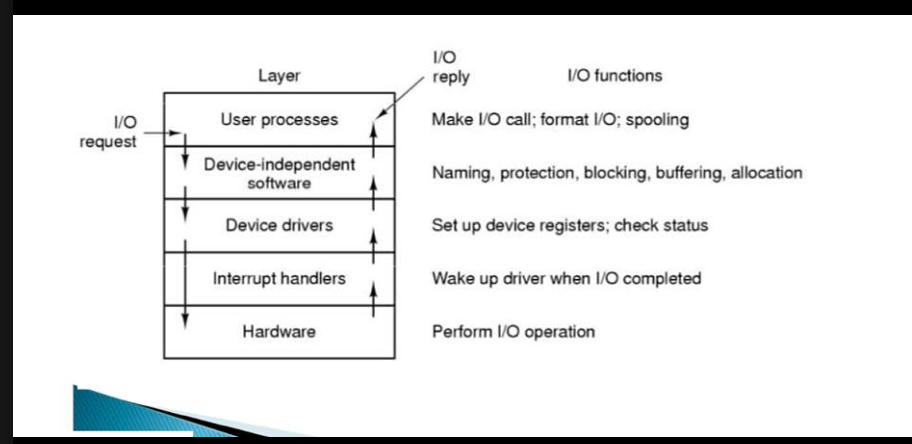 Layer
I/O
reply
I/O functions
I/O
request
User processes
Make I/O call; format I/O; spooling
Device-independent
software
Naming, protection, blocking, buffering, allocation
Device drivers
Set up device registers; check status
Interrupt handlers
Wake up driver when I/O completed
Hardware
Perform I/O operation